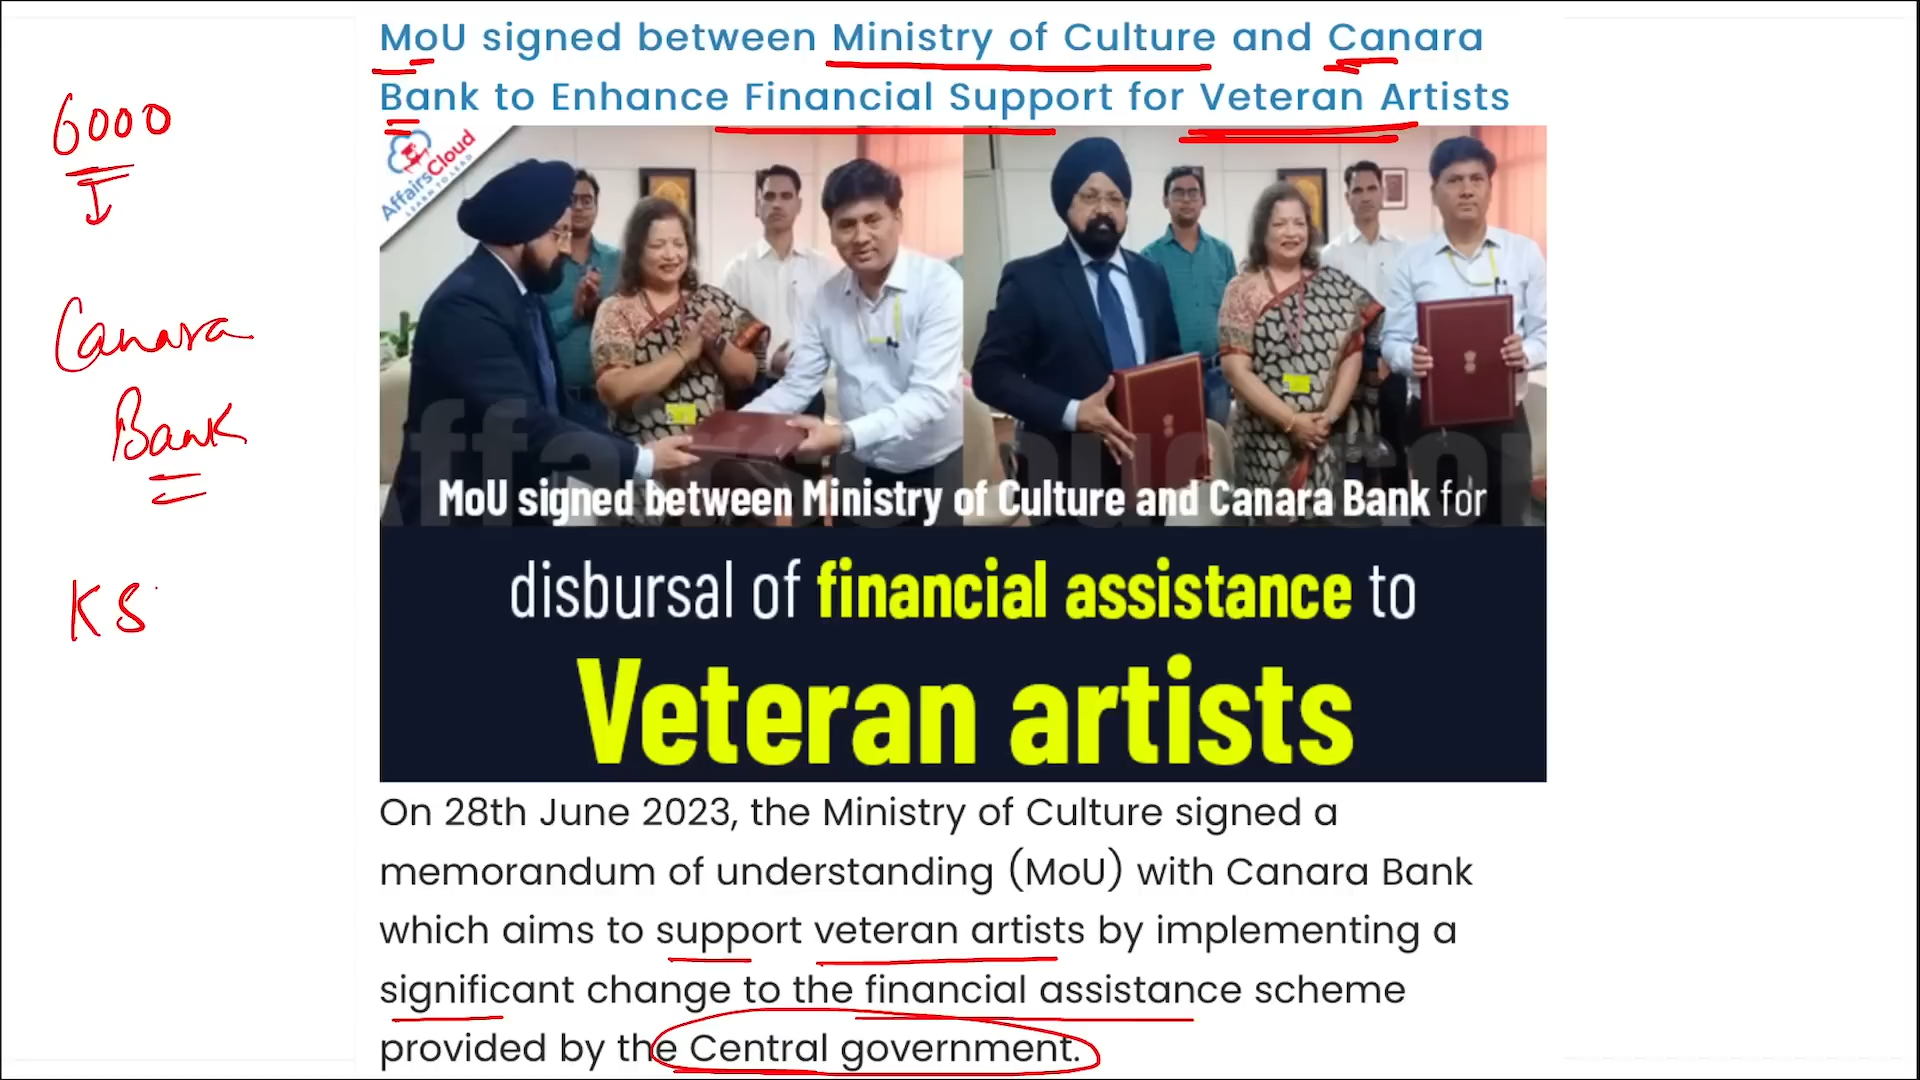 MoU signed between Ministry of Culture and Canara
Bank to Enhance Financial Support for Veteran Artists
6000
Canara
Bank
KS
AffairsCloud
LEARN TO LEAD
MoU signed between Ministry of Culture and Canara Bank for
disbursal of financial assistance to
Veteran artists
On 28th June 2023, the Ministry of Culture signed a
memorandum of understanding (MoU) with Canara Bank
which aims to support veteran artists by implementing a
significant change to the financial assistance scheme
provided by the Central government.